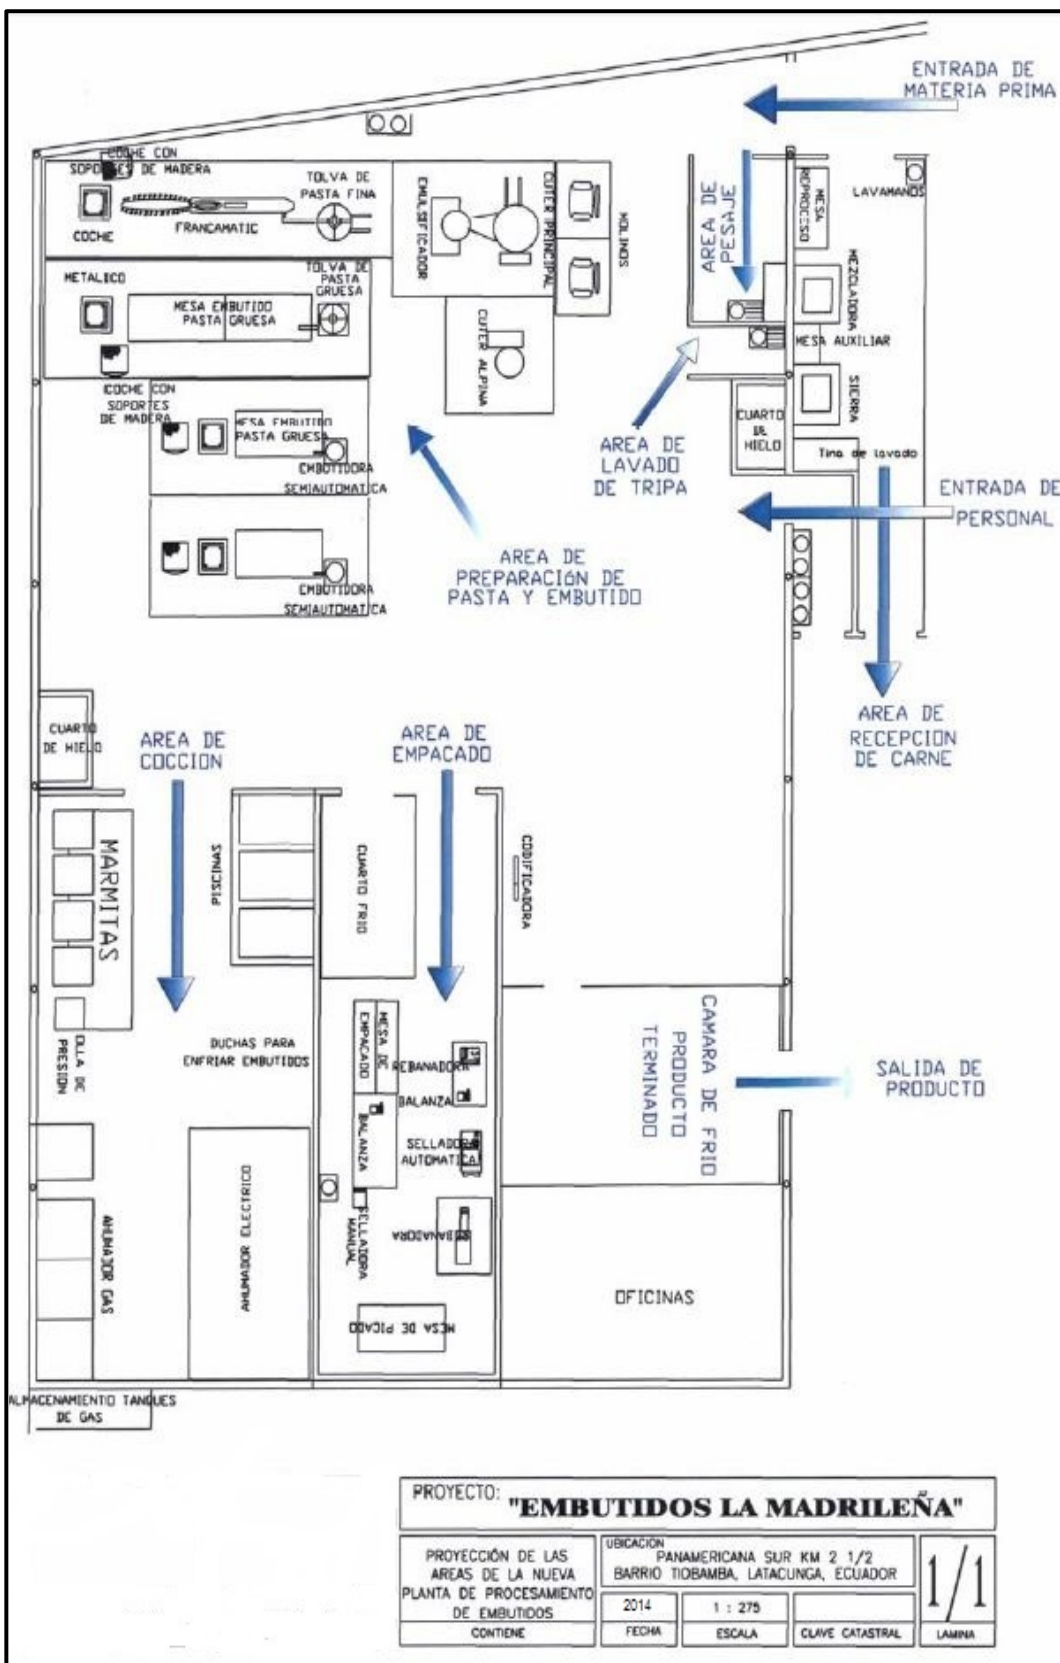 ENTRADA DE
MATERIA PRIMA
COCHE CON
SOPORTES DE MADERA
COCHE
FRANCAMATIC
TOLVA DE
PASTA FINA
EMULSIFICADOR
CUTER PRINCIPAL
MOLINOS
AREA DE
PESAJE
MESA
REPROCESO
LAVAMANOS
METALICO
TOLVA DE
PASTA
GRUESA
MESA EMBUTIDO
PASTA GRUESA
CUTER ALPINA
MEZCLADORA
MESA AUXILIAR
SIERRA
COCHE CON
SOPORTES
DE MADERA
MESA EMBUTIDO
PASTA GRUESA
EMBUTIDORA
SEMIAUTOMATICA
AREA DE
LAVADO
DE TRIPA
CUARTO
DE
HIELO
Tina de lavado
ENTRADA DE
PERSONAL
AREA DE
PREPARACIÓN DE
PASTA Y EMBUTIDO
EMBUTIDORA
SEMIAUTOMATICA
CUARTO
DE HIELO
AREA DE
COCCION
AREA DE
EMPACADO
AREA DE
RECEPCION
DE CARNE
MARMITAS
PISCINAS
CUARTO FRIO
CODIFICADORA
OLLA DE
PRESION
DUCHAS PARA
ENFRIAR EMBUTIDOS
MESA DE
EMPACADO
REBANADORA
BALANZA
BALANZA
SELLADORA
AUTOMATICA
CAMARA DE FRIO
PRODUCTO
TERMINADO
SALIDA DE
PRODUCTO
AHUMADOR GAS
AHUMADOR ELECTRICO
SELLADORA
MANUAL
REBANADORA
MESA DE PICADO
OFICINAS
ALMACENAMIENTO TANQUES
DE GAS
PROYECTO: "EMBUTIDOS LA MADRILEÑA"
PROYECCIÓN DE LAS
AREAS DE LA NUEVA
PLANTA DE PROCESAMIENTO
DE EMBUTIDOS
CONTIENE
UBICACION
PANAMERICANA SUR KM 2 1/2
BARRIO TIOBAMBA, LATACUNGA, ECUADOR
2014
FECHA
1 : 275
ESCALA
CLAVE CATASTRAL
1/1
LAMINA